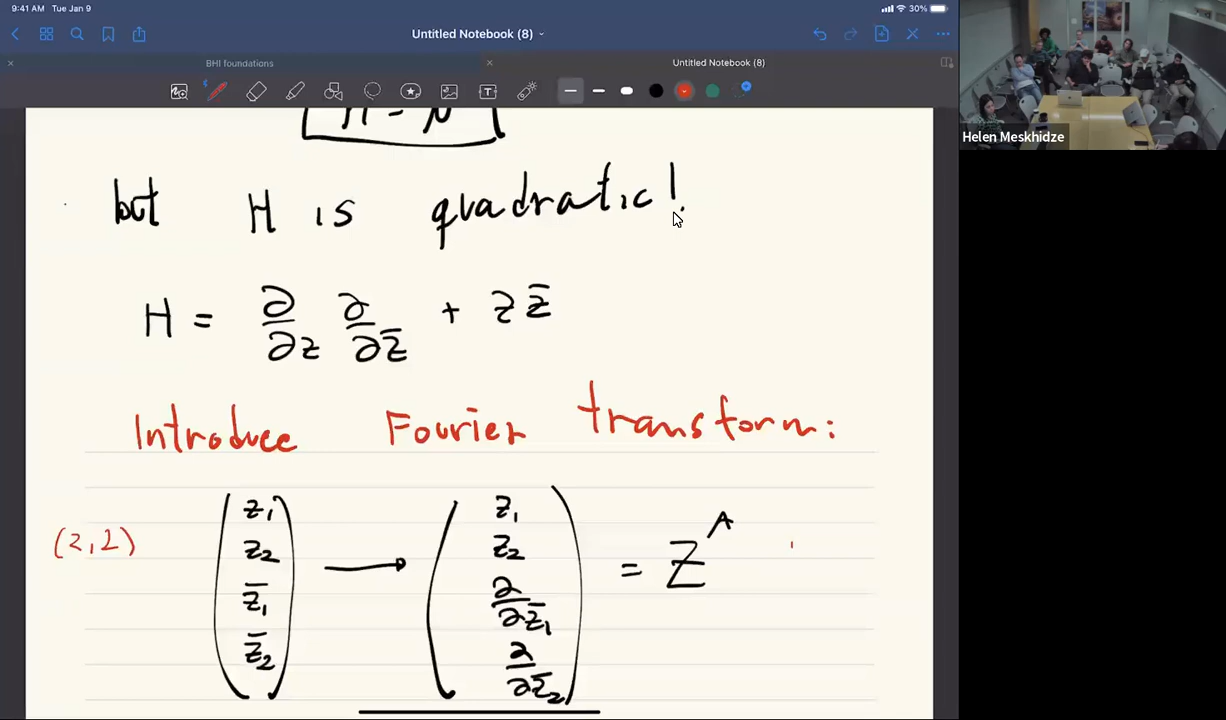 9:41 AM Tue Jan 9
30%
Untitled Notebook (8)
BHI foundations
Untitled Notebook (8)
Helen Meskhidze
but H is quadratic!
H = ∂/∂z ∂/∂z̄ + z z̄
Introduce Fourier transform:
(2,2) (z₁ z₂ z̄₁ z̄₂) → (z₁ z₂ ∂/∂z̄₁ ∂/∂z̄₂) = Z^A